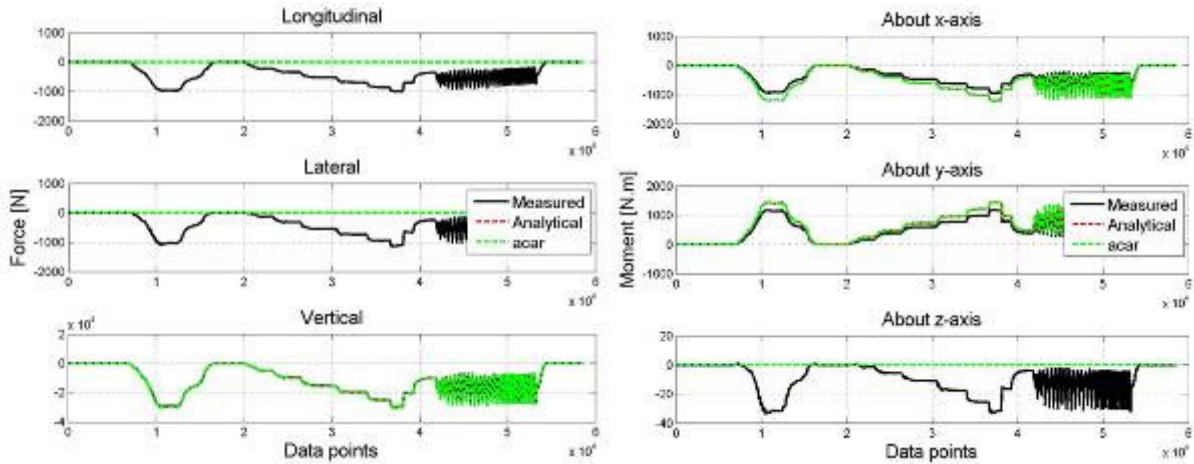 Longitudinal
1000
0
-1000
-2000
0 1 2 3 4 5 6
x 10⁴
Lateral
1000
0
-1000
-2000
Measured
Analytical
acar
0 1 2 3 4 5 6
x 10⁴
Force [N]
Vertical
x 10⁴
2
0
-2
-4
0 1 2 3 4 5 6
x 10⁴
Data points
About x-axis
1000
0
-1000
-2000
0 1 2 3 4 5 6
x 10⁴
About y-axis
2000
1000
0
-1000
Measured
Analytical
acar
0 1 2 3 4 5 6
x 10⁴
Moment [N.m]
About z-axis
20
0
-20
-40
0 1 2 3 4 5 6
x 10⁴
Data points